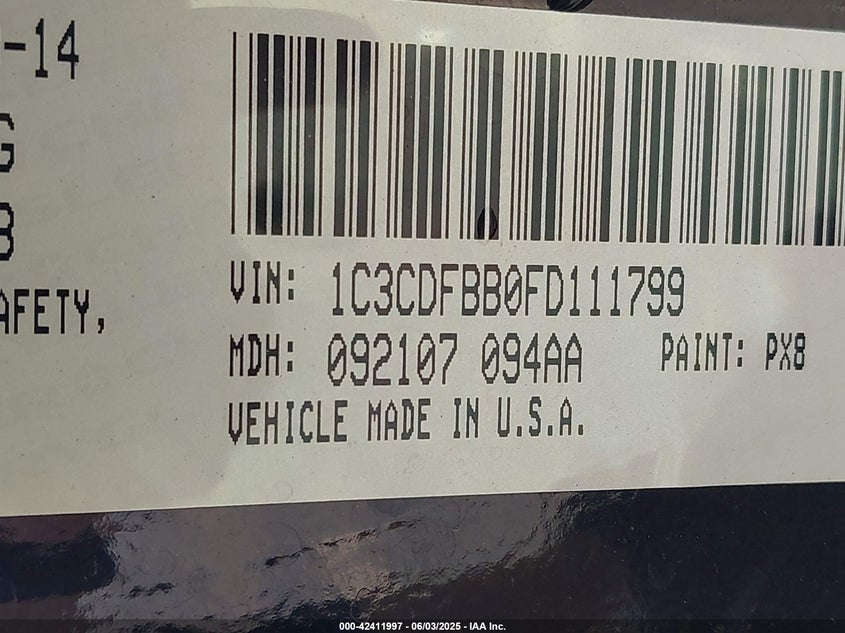 -14
G
8
AFETY,
VIN: 1C3CDFBB0FD111799
MDH: 092107 094AA PAINT: PX8
VEHICLE MADE IN U.S.A.
000-42411997 - 06/03/2025 - IAA Inc.